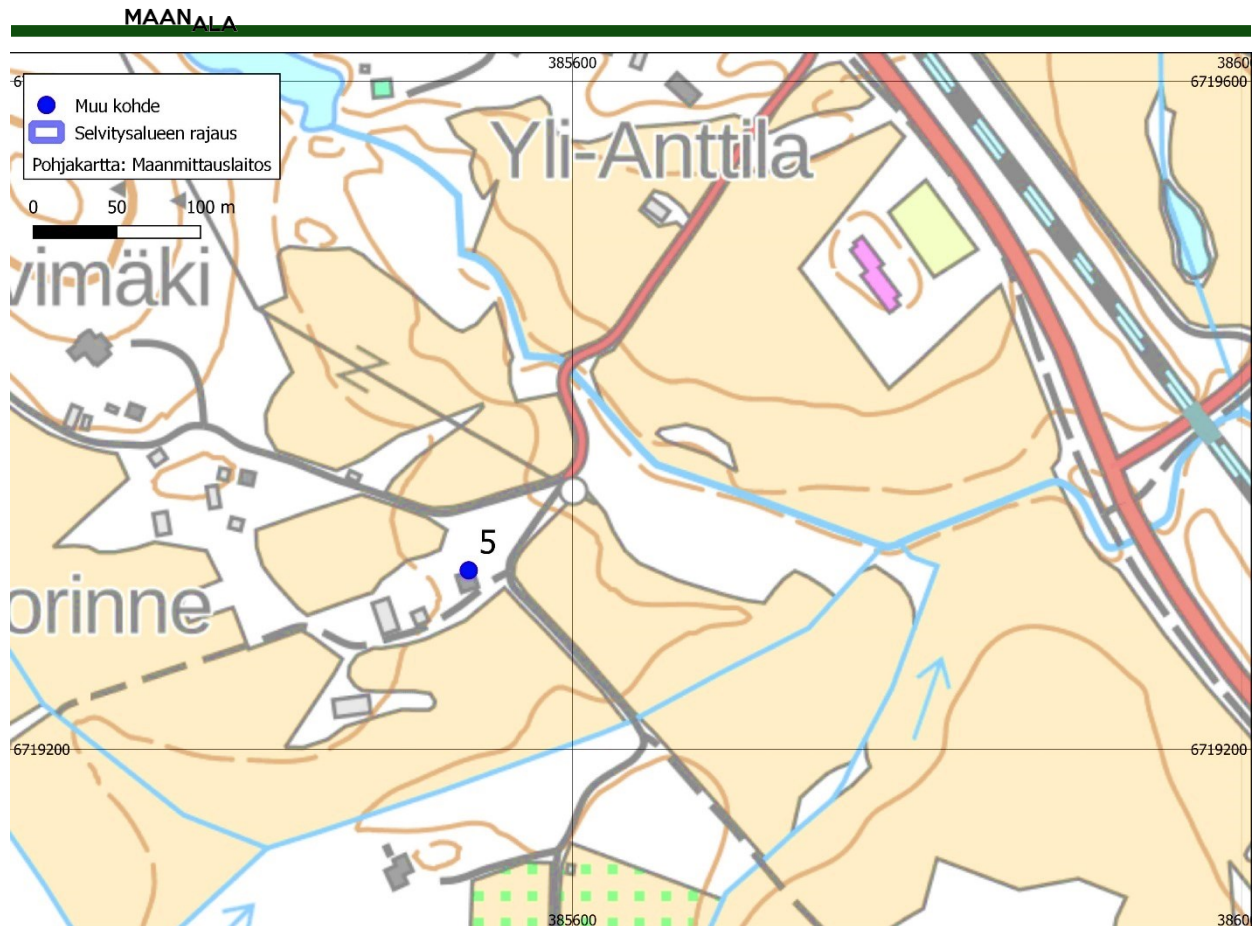 MAANALA
385600
3860
6719600
Muu kohde
Selvitysalueen rajaus
Pohjakartta: Maanmittauslaitos
0 50 100 m
Yli-Anttila
vimäki
5
orinne
6719200
6719200
385600
3860